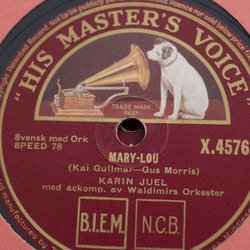 "HIS MASTER'S VOICE"
TRADE MARK
REGD
Svensk med Ork
SPEED 78
X.4576
MARY-LOU
(Kai Gullmar—Gus Morris)
KARIN JUEL
med ackomp. av Waldimirs Orkester
B.I.E.M.
N.C.B.